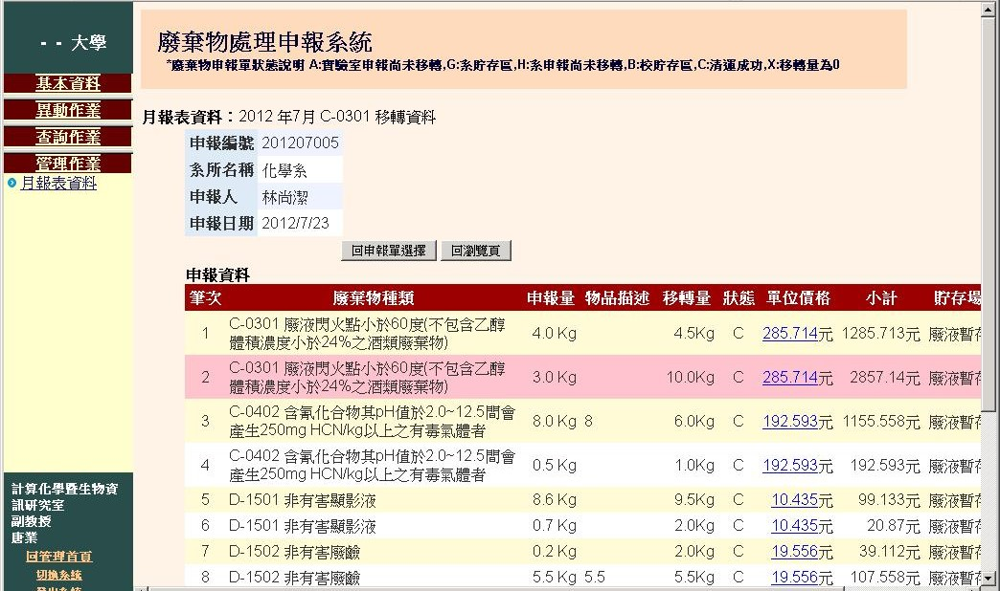 - - 大學
基本資料
異動作業
查詢作業
管理作業
月報表資料
計算化學暨生物資
訊研究室
副教授
唐業
回管理首頁
切換系統
登出系統
廢棄物處理申報系統
*廢棄物申報單狀態說明 A:實驗室申報尚未移轉,G:系貯存區,H:系申報尚未移轉,B:校貯存區,C:清運成功,X:移轉量為0
月報表資料：2012 年7月 C-0301 移轉資料
申報編號 201207005
系所名稱 化學系
申報人 林尚潔
申報日期 2012/7/23
回申報單選擇 回瀏覽頁
申報資料
筆次 廢棄物種類 申報量 物品描述 移轉量 狀態 單位價格 小計 貯存場
1 C-0301 廢液閃火點小於60度(不包含乙醇
體積濃度小於24%之酒類廢棄物) 4.0 Kg 4.5Kg C 285.714元 1285.713元 廢液暫存
2 C-0301 廢液閃火點小於60度(不包含乙醇
體積濃度小於24%之酒類廢棄物) 3.0 Kg 10.0Kg C 285.714元 2857.14元 廢液暫存
3 C-0402 含氰化合物其pH值於2.0~12.5間會
產生250mg HCN/kg以上之有毒氣體者 8.0 Kg 8 6.0Kg C 192.593元 1155.558元 廢液暫存
4 C-0402 含氰化合物其pH值於2.0~12.5間會
產生250mg HCN/kg以上之有毒氣體者 0.5 Kg 1.0Kg C 192.593元 192.593元 廢液暫存
5 D-1501 非有害顯影液 8.6 Kg 9.5Kg C 10.435元 99.133元 廢液暫存
6 D-1501 非有害顯影液 0.7 Kg 2.0Kg C 10.435元 20.87元 廢液暫存
7 D-1502 非有害廢鹼 0.2 Kg 2.0Kg C 19.556元 39.112元 廢液暫存
8 D-1502 非有害廢鹼 5.5 Kg 5.5 5.5Kg C 19.556元 107.558元 廢液暫存